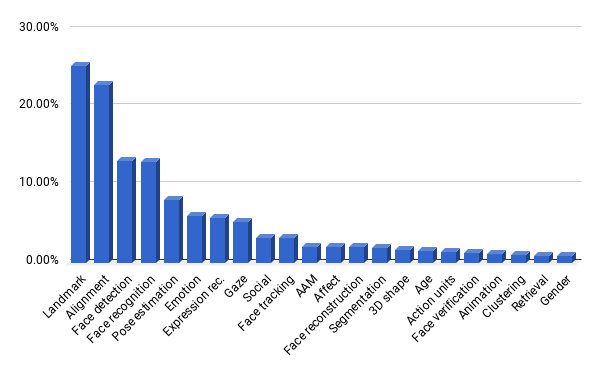 30.00%
20.00%
10.00%
0.00%
Landmark
Alignment
Face detection
Face recognition
Pose estimation
Emotion
Expression rec.
Gaze
Social
Face tracking
AAM
Affect
Face reconstruction
Segmentation
3D shape
Age
Action units
Face verification
Animation
Clustering
Retrieval
Gender